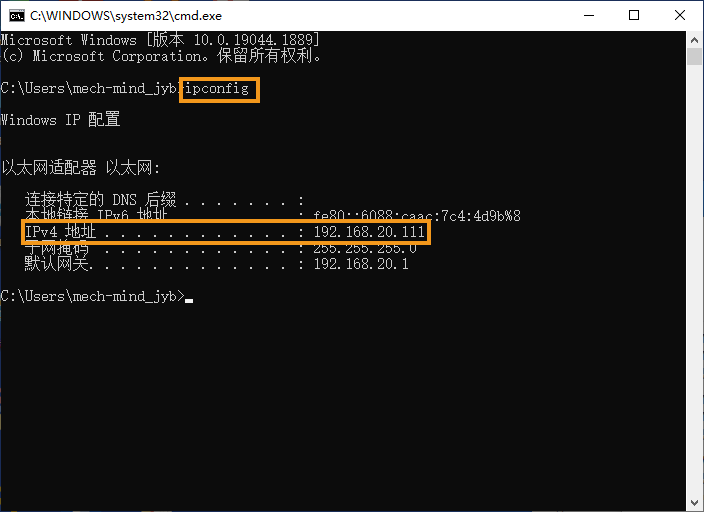 C:\WINDOWS\system32\cmd.exe
Microsoft Windows [版本 10.0.19044.1889]
(c) Microsoft Corporation。保留所有权利。
C:\Users\mech-mind_jyb>ipconfig
Windows IP 配置
以太网适配器 以太网:
连接特定的 DNS 后缀 . . . . . . . :
本地链接 IPv6 地址. . . . . . . . : fe80::6088:caac:7c4:4d9b%8
IPv4 地址 . . . . . . . . . . . . : 192.168.20.111
子网掩码 . . . . . . . . . . . . : 255.255.255.0
默认网关. . . . . . . . . . . . . : 192.168.20.1
C:\Users\mech-mind_jyb>